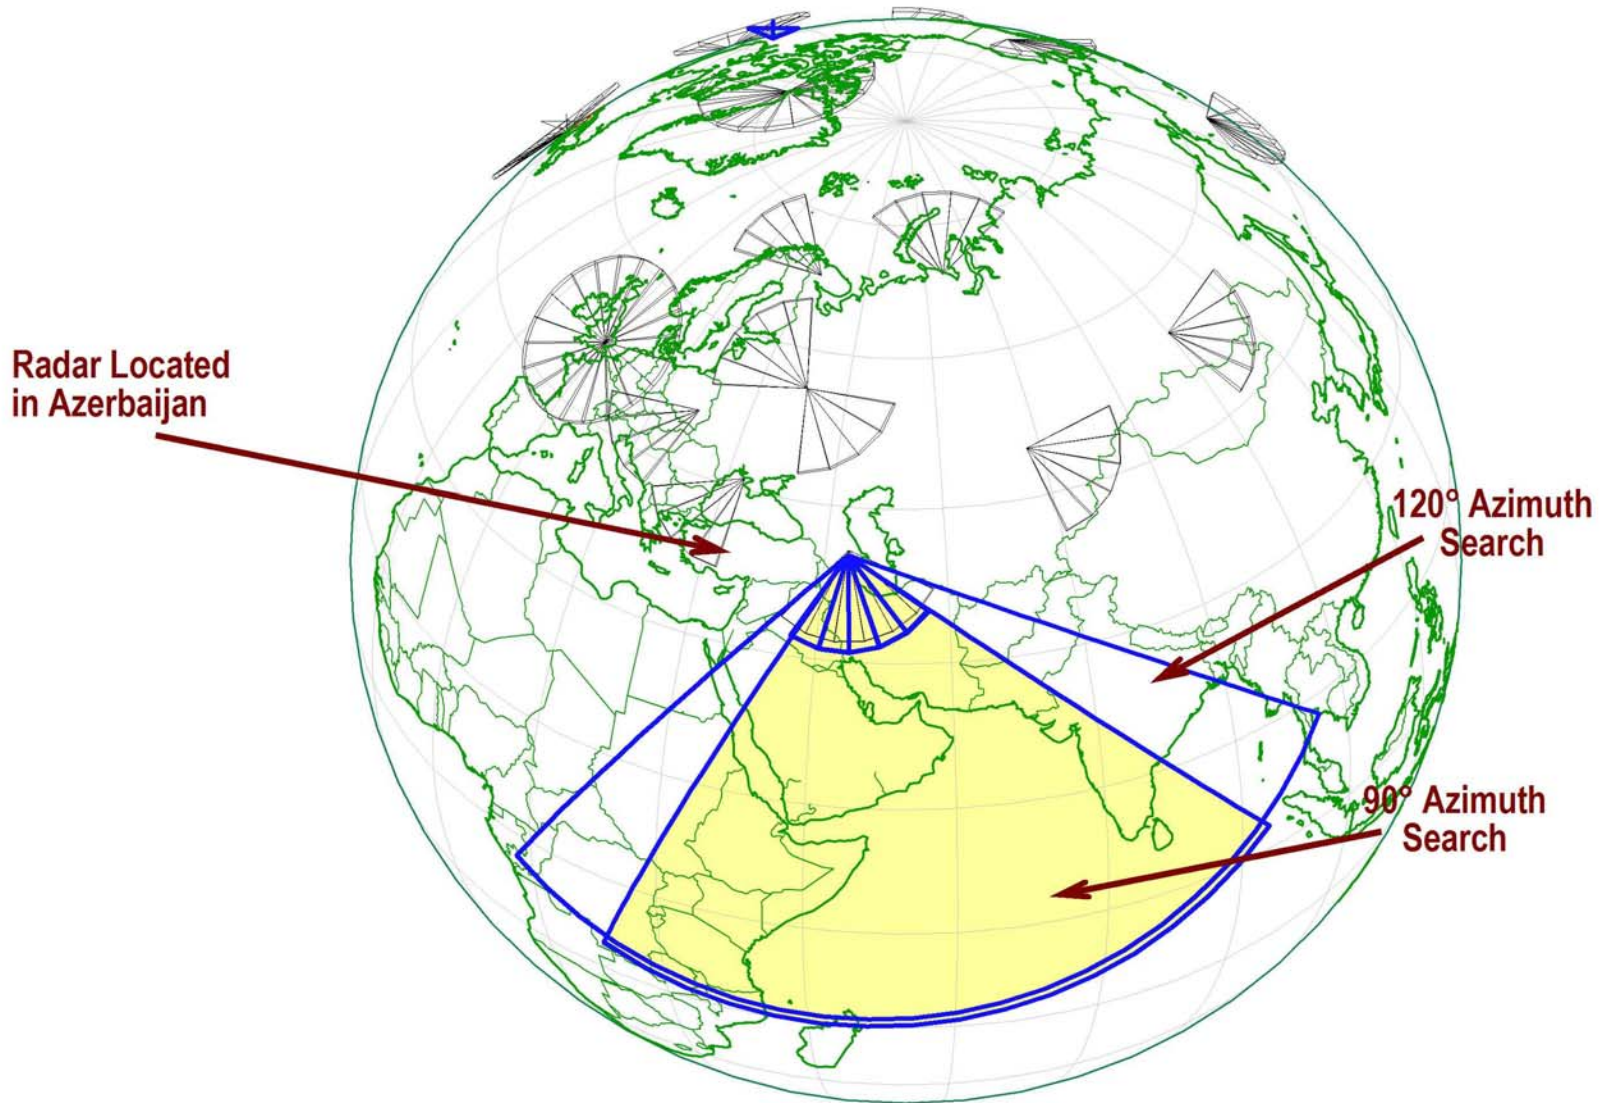 Radar Located
in Azerbaijan
120° Azimuth
Search
90° Azimuth
Search